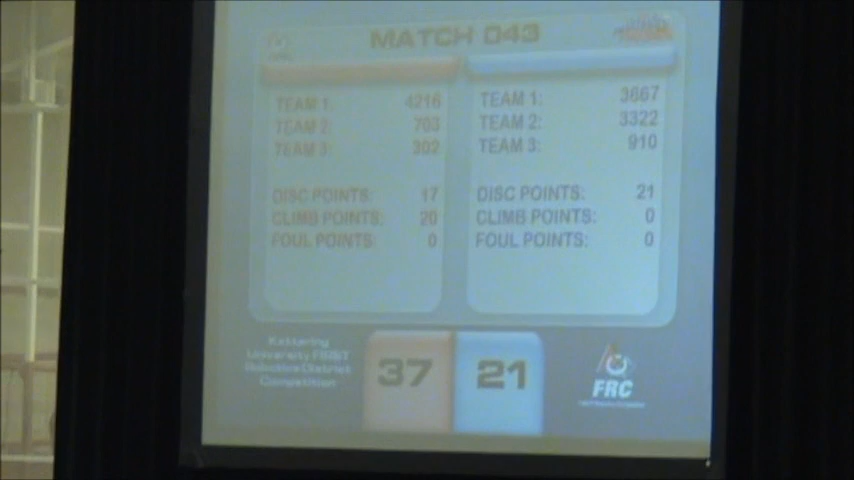 MATCH 043
TEAM 1: 4216
TEAM 2: 703
TEAM 3: 302
DISC POINTS: 17
CLIMB POINTS: 20
FOUL POINTS: 0
TEAM 1: 3667
TEAM 2: 3322
TEAM 3: 910
DISC POINTS: 21
CLIMB POINTS: 0
FOUL POINTS: 0
Kettering
University FIRST
Robotics District
Competition
37
21
FRC